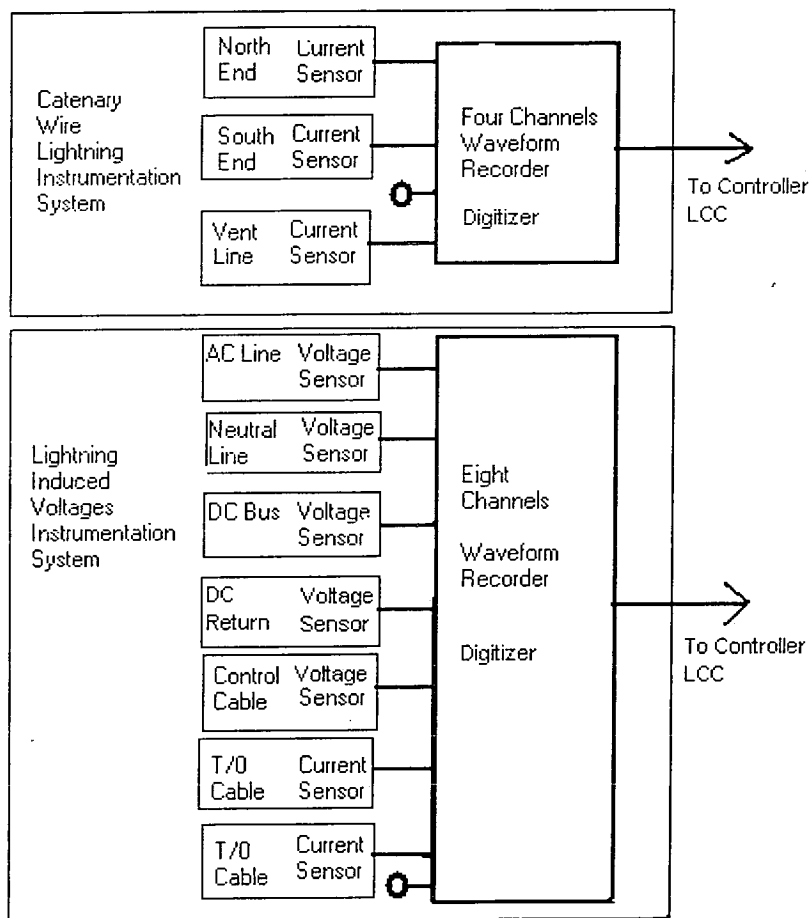 Catenary
Wire
Lightning
Instrumentation
System
North Current
End Sensor
South Current
End Sensor
Vent Current
Line Sensor
Four Channels
Waveform
Recorder
Digitizer
To Controller
LCC
Lightning
Induced
Voltages
Instrumentation
System
AC Line Voltage
Sensor
Neutral Voltage
Line Sensor
DC Bus Voltage
Sensor
DC Voltage
Return Sensor
Control Voltage
Cable Sensor
T/O Current
Cable Sensor
T/O Current
Cable Sensor
Eight
Channels
Waveform
Recorder
Digitizer
To Controller
LCC